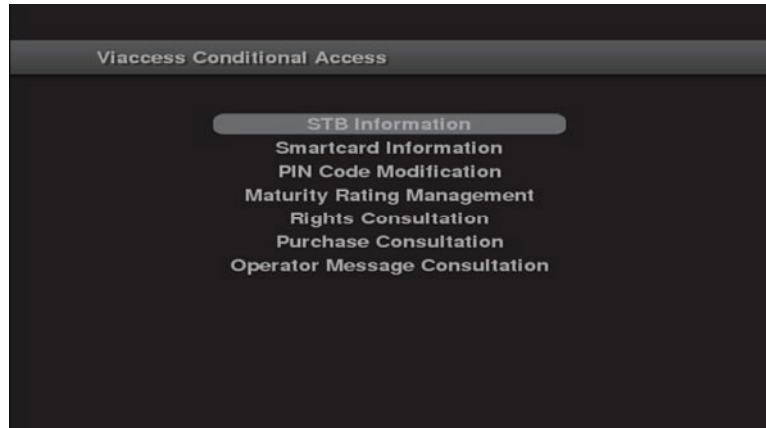 Viaccess Conditional Access
STB Information
Smartcard Information
PIN Code Modification
Maturity Rating Management
Rights Consultation
Purchase Consultation
Operator Message Consultation